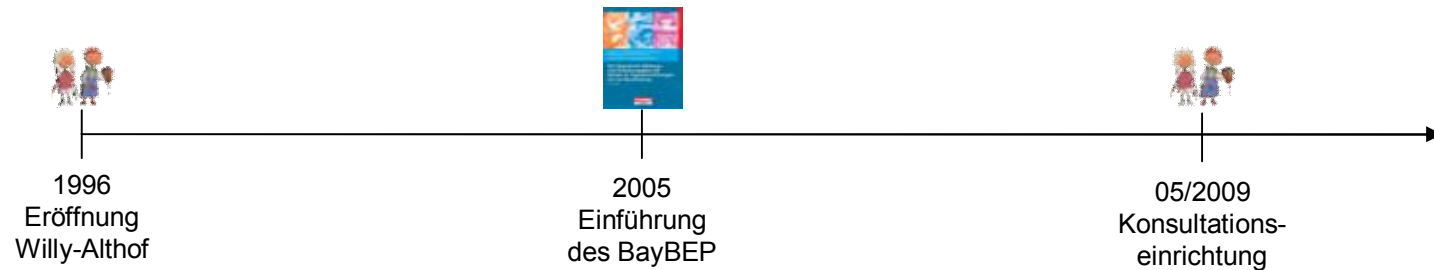 1996
Eröffnung
Willy-Althof
2005
Einführung
des BayBEP
05/2009
Konsultations-
einrichtung